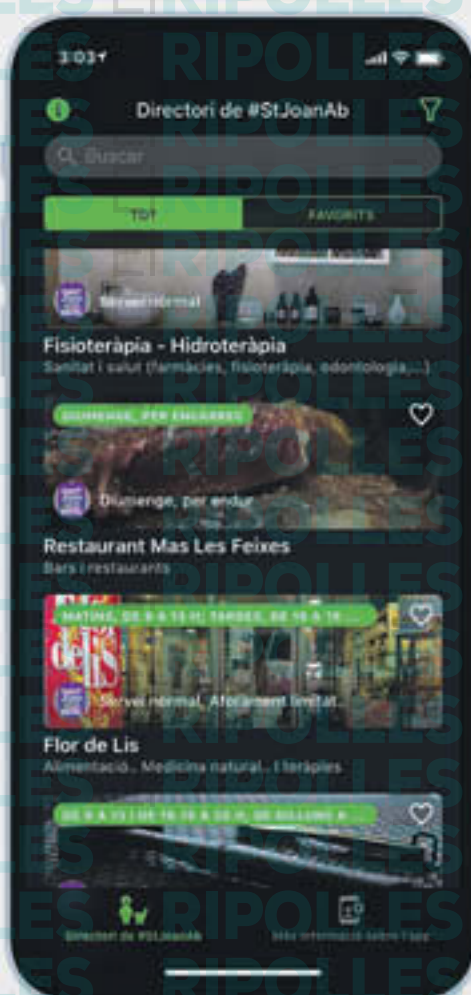 3:03
Directori de #StJoanAb
Buscar
TOT
FAVORITS
Servei normal
Fisioteràpia - Hidroteràpia
Sanitat i salut (farmàcies, fisioteràpia, odontologia,...)
DIUMENGE, PER ENCÀRREC
Diumenge, per endur
Restaurant Mas Les Feixes
Bars i restaurants
MATINS, DE 9 A 13 H; TARDES, DE 16 A 19 ...
Servei normal, Aforament limitat.
Flor de Lis
Alimentació.. Medicina natural.. I teràpies
Directori de #StJoanAb
Més informació sobre l'app
EL RIPOLLÈS